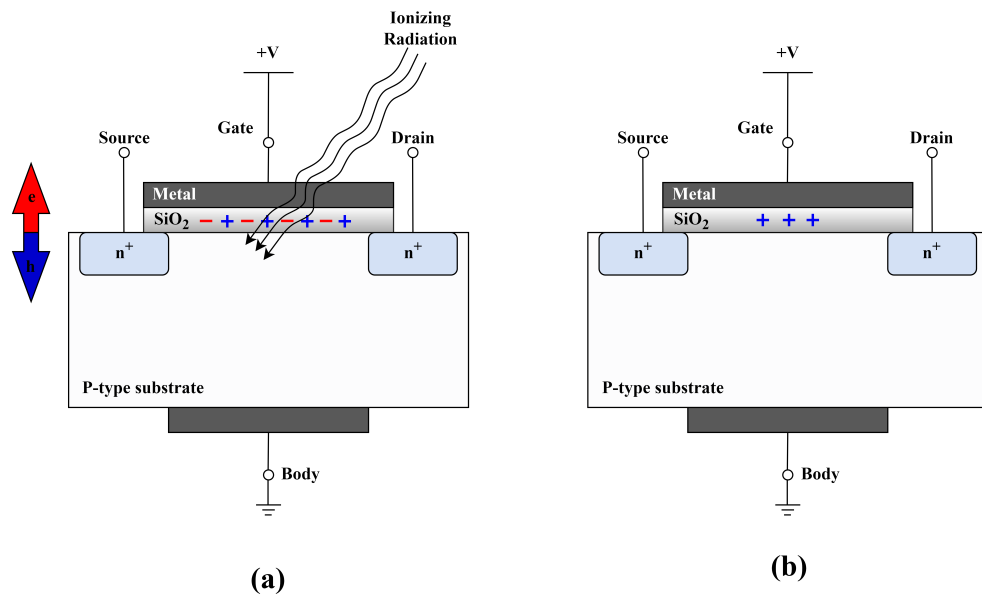 Ionizing
Radiation
+V
Gate
Source
Drain
Metal
SiO₂
− + − + − + − +
e
h
n⁺
n⁺
P-type substrate
Body
(a)
+V
Gate
Source
Drain
Metal
SiO₂
+ + +
n⁺
n⁺
P-type substrate
Body
(b)